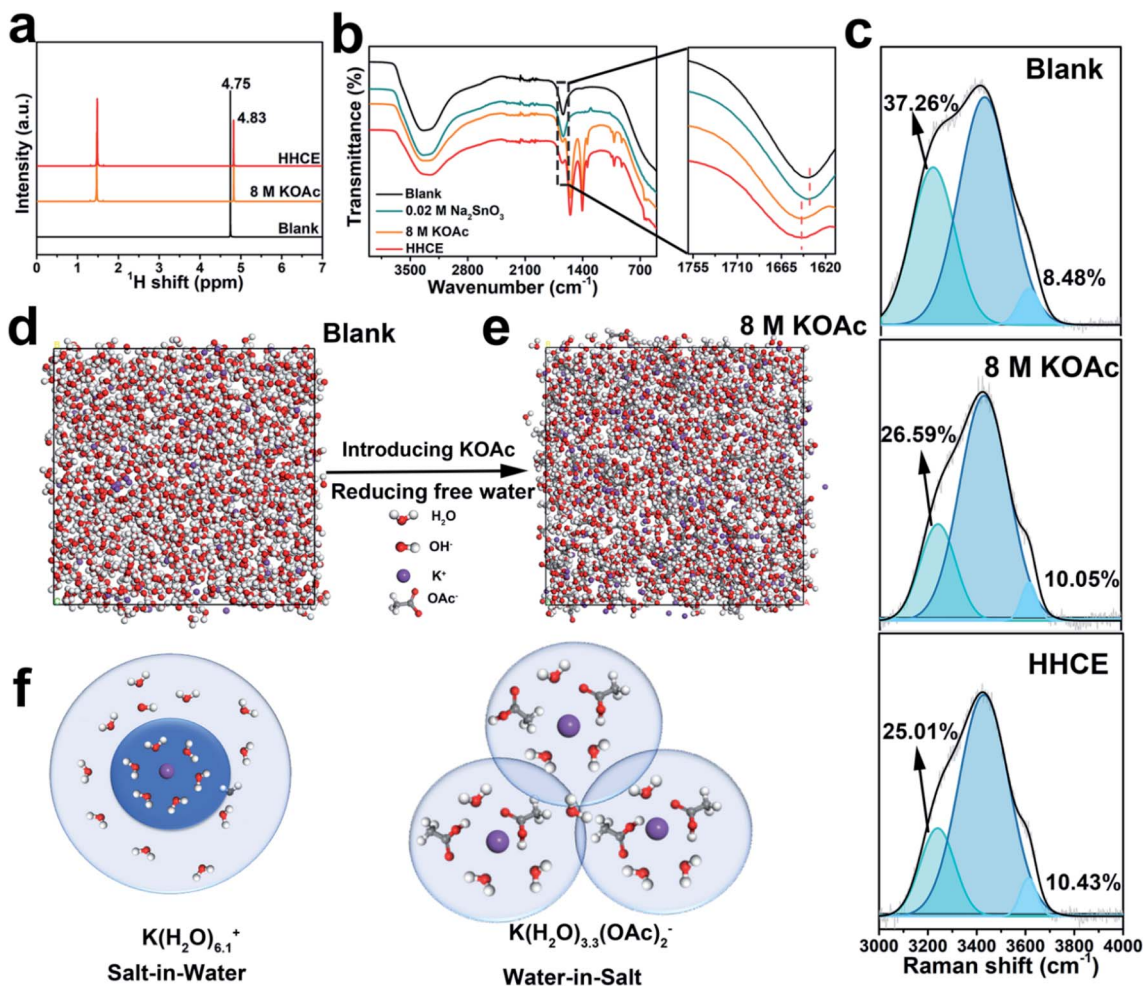 a
Intensity (a.u.)
4.75
4.83
HHCE
8 M KOAc
Blank
0 1 2 3 4 5 6 7
¹H shift (ppm)
b
Transmittance (%)
Blank
0.02 M Na₂SnO₃
8 M KOAc
HHCE
3500 2800 2100 1400 700
1755 1710 1665 1620
Wavenumber (cm⁻¹)
c
Blank
37.26%
8.48%
8 M KOAc
26.59%
10.05%
HHCE
25.01%
10.43%
3000 3200 3400 3600 3800 4000
Raman shift (cm⁻¹)
d
Blank
Introducing KOAc
Reducing free water
H₂O
OH⁻
K⁺
OAc⁻
e
8 M KOAc
f
K(H₂O)₆.₁⁺
Salt-in-Water
K(H₂O)₃.₃(OAc)₂⁻
Water-in-Salt